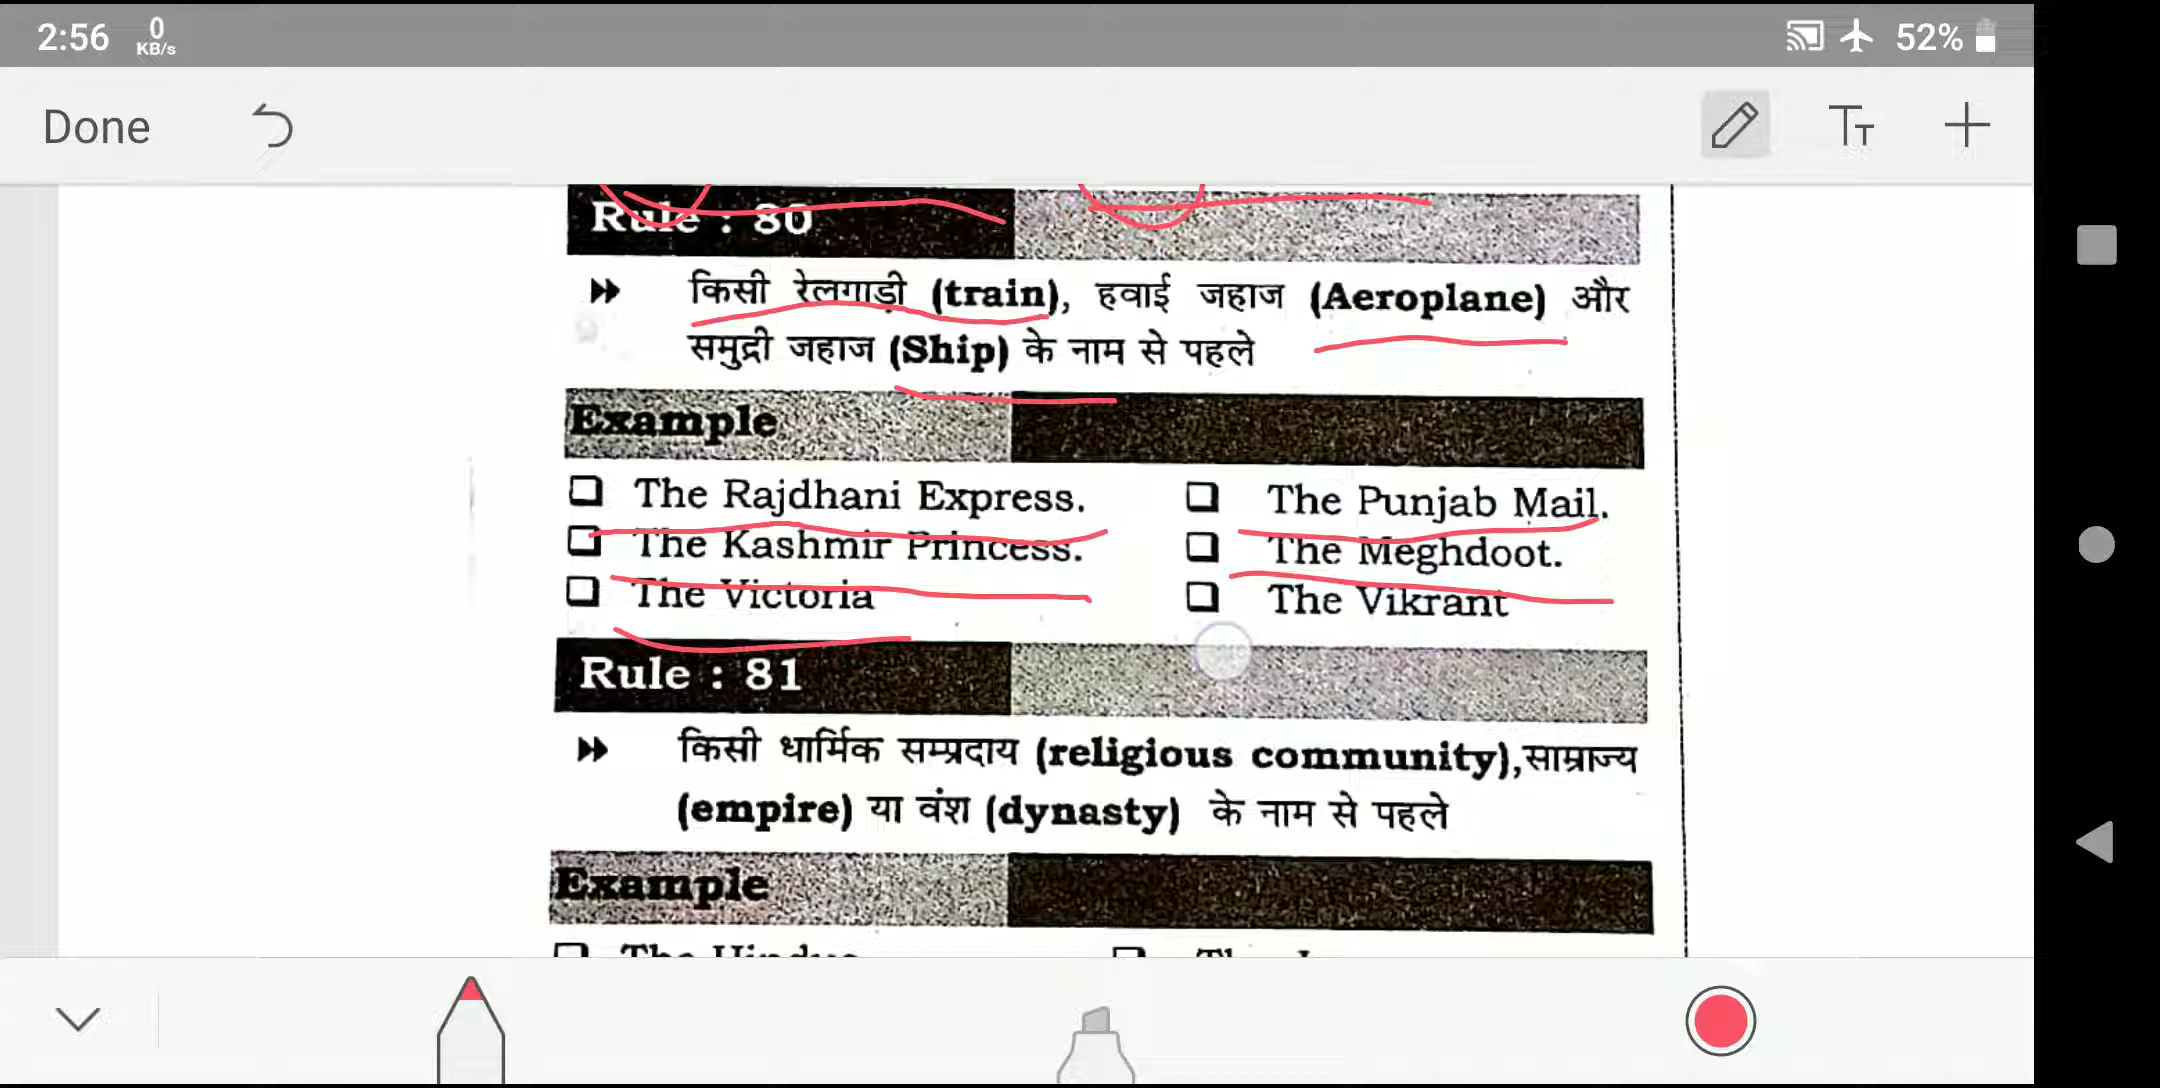 2:56 0 KB/s 52%
Done
Rule : 80
किसी रेलगाड़ी (train), हवाई जहाज (Aeroplane) और
समुद्री जहाज (Ship) के नाम से पहले
Example
The Rajdhani Express. The Punjab Mail.
The Kashmir Princess. The Meghdoot.
The Victoria The Vikrant
Rule : 81
किसी धार्मिक सम्प्रदाय (religious community),साम्राज्य
(empire) या वंश (dynasty) के नाम से पहले
Example
The Hindus